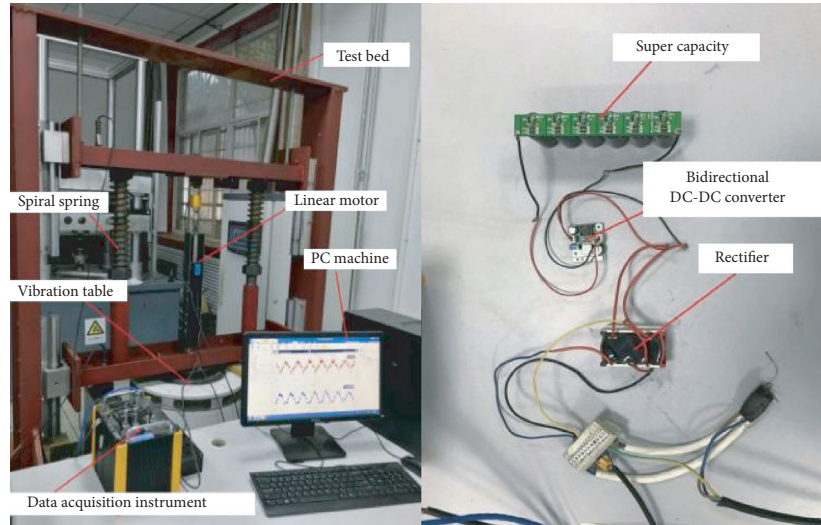 Test bed
Spiral spring
Linear motor
PC machine
Vibration table
Data acquisition instrument
Super capacity
Bidirectional
DC-DC converter
Rectifier